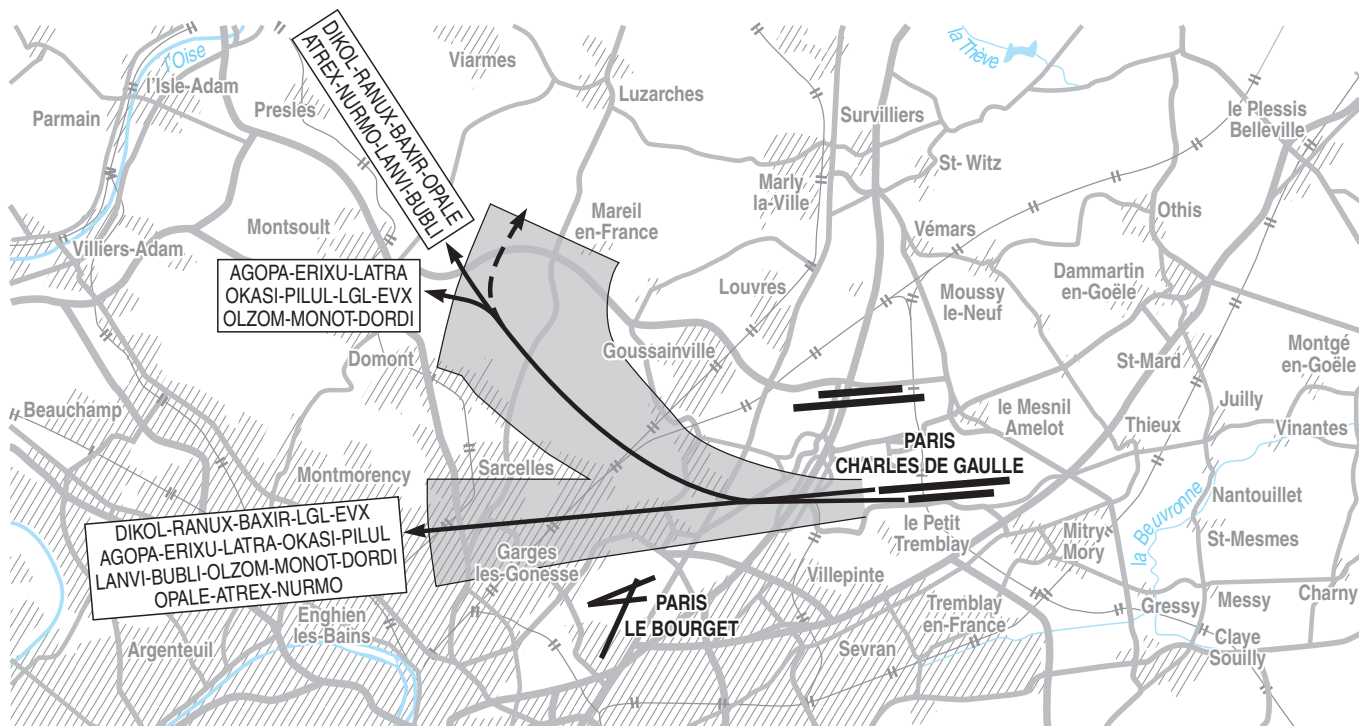 DIKOL-RANUX-BAXIR-OPALE
ATREX-NURMO-LANVI-BUBLI
l'Oise
l'Isle-Adam
Parmain
Presles
Viarmes
Luzarches
la Thève
Survilliers
le Plessis
Belleville
St- Witz
Marly
la-Ville
Othis
Montsoult
Mareil
en-France
Villiers-Adam
Vémars
AGOPA-ERIXU-LATRA
OKASI-PILUL-LGL-EVX
OLZOM-MONOT-DORDI
Dammartin
en-Goële
Louvres
Moussy
le-Neuf
Domont
Goussainville
St-Mard
Montgé
en-Goële
Beauchamp
le Mesnil
Amelot
Juilly
Thieux
Vinantes
PARIS
CHARLES DE GAULLE
Montmorency
Sarcelles
Nantouillet
DIKOL-RANUX-BAXIR-LGL-EVX
AGOPA-ERIXU-LATRA-OKASI-PILUL
LANVI-BUBLI-OLZOM-MONOT-DORDI
OPALE-ATREX-NURMO
le Petit
Tremblay
Mitry-
Mory
la Beuvronne
St-Mesmes
Garges
les-Gonesse
Villepinte
PARIS
LE BOURGET
Tremblay
en-France
Gressy
Messy
Charny
Enghien
les-Bains
Argenteuil
Sevran
Claye
Souilly